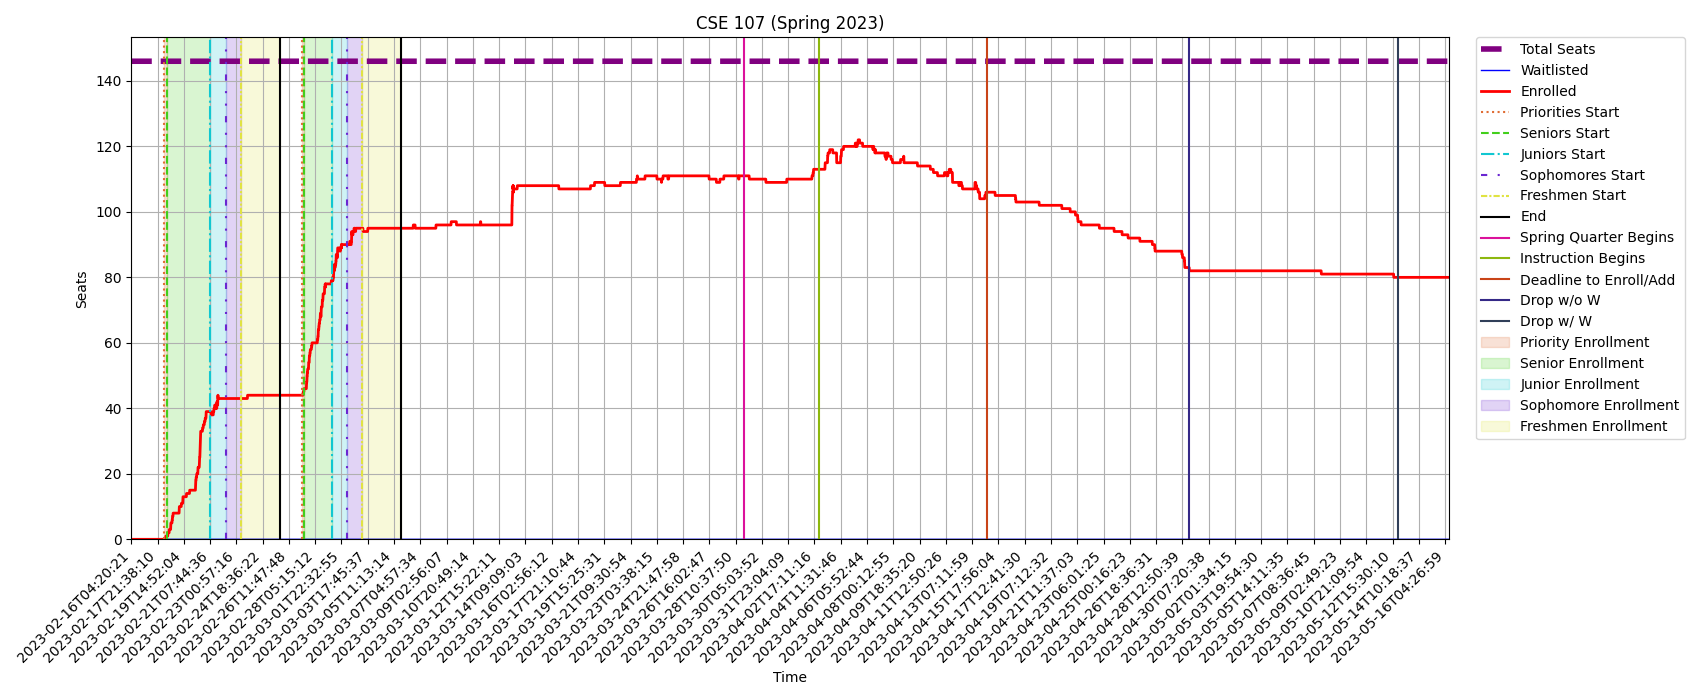 CSE 107 (Spring 2023)
Seats
140
120
100
80
60
40
20
0
2023-02-16T04:20:21
2023-02-17T21:38:10
2023-02-19T14:52:04
2023-02-21T07:44:36
2023-02-23T00:57:16
2023-02-24T18:36:22
2023-02-26T11:47:48
2023-02-28T05:15:12
2023-03-01T22:32:55
2023-03-03T17:45:37
2023-03-05T11:13:14
2023-03-07T04:57:34
2023-03-09T02:56:07
2023-03-10T20:49:14
2023-03-12T15:22:11
2023-03-14T09:09:03
2023-03-16T02:56:12
2023-03-17T21:10:44
2023-03-19T15:25:31
2023-03-21T09:30:54
2023-03-23T03:38:15
2023-03-24T21:47:58
2023-03-26T16:02:47
2023-03-28T10:37:50
2023-03-30T05:03:52
2023-03-31T23:04:09
2023-04-02T17:11:16
2023-04-04T11:31:46
2023-04-06T05:52:44
2023-04-08T00:12:55
2023-04-09T18:35:20
2023-04-11T12:50:26
2023-04-13T07:11:59
2023-04-15T17:56:04
2023-04-17T12:41:30
2023-04-19T07:12:32
2023-04-21T11:37:03
2023-04-23T06:01:25
2023-04-25T00:16:23
2023-04-26T18:36:31
2023-04-28T12:50:39
2023-04-30T07:20:38
2023-05-02T01:34:15
2023-05-03T19:54:30
2023-05-05T14:11:35
2023-05-07T08:36:45
2023-05-09T02:49:23
2023-05-10T21:09:54
2023-05-12T15:30:10
2023-05-14T10:18:37
2023-05-16T04:26:59
Time
Total Seats
Waitlisted
Enrolled
Priorities Start
Seniors Start
Juniors Start
Sophomores Start
Freshmen Start
End
Spring Quarter Begins
Instruction Begins
Deadline to Enroll/Add
Drop w/o W
Drop w/ W
Priority Enrollment
Senior Enrollment
Junior Enrollment
Sophomore Enrollment
Freshmen Enrollment